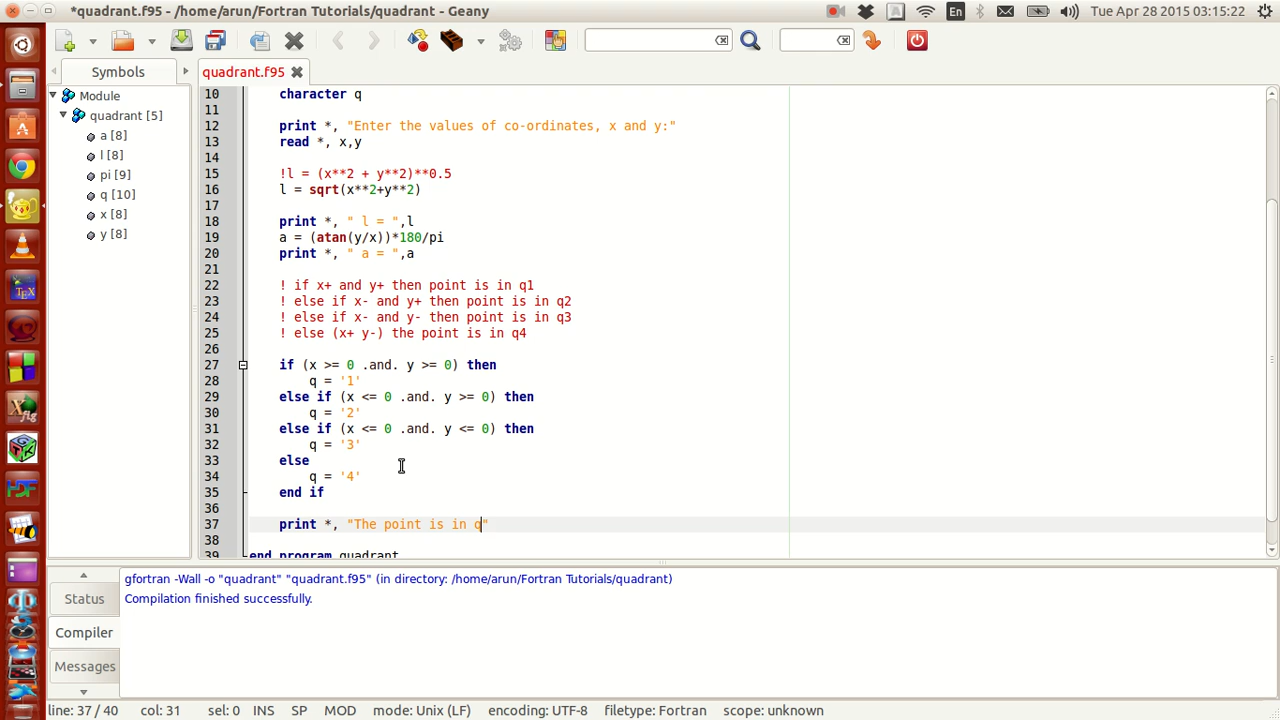 *quadrant.f95 - /home/arun/Fortran Tutorials/quadrant - Geany
En
Tue Apr 28 2015 03:15:22
Symbols
quadrant.f95
Module
quadrant [5]
a [8]
l [8]
pi [9]
q [10]
x [8]
y [8]
10 character q
11
12 print *, "Enter the values of co-ordinates, x and y:"
13 read *, x,y
14
15 !l = (x**2 + y**2)**0.5
16 l = sqrt(x**2+y**2)
17
18 print *, " l = ",l
19 a = (atan(y/x))*180/pi
20 print *, " a = ",a
21
22 ! if x+ and y+ then point is in q1
23 ! else if x- and y+ then point is in q2
24 ! else if x- and y- then point is in q3
25 ! else (x+ y-) the point is in q4
26
27 if (x >= 0 .and. y >= 0) then
28 q = '1'
29 else if (x <= 0 .and. y >= 0) then
30 q = '2'
31 else if (x <= 0 .and. y <= 0) then
32 q = '3'
33 else
34 q = '4'
35 end if
36
37 print *, "The point is in q"
38
39 end program quadrant
Status
Compiler
Messages
gfortran -Wall -o "quadrant" "quadrant.f95" (in directory: /home/arun/Fortran Tutorials/quadrant)
Compilation finished successfully.
line: 37 / 40 col: 31 sel: 0 INS SP MOD mode: Unix (LF) encoding: UTF-8 filetype: Fortran scope: unknown